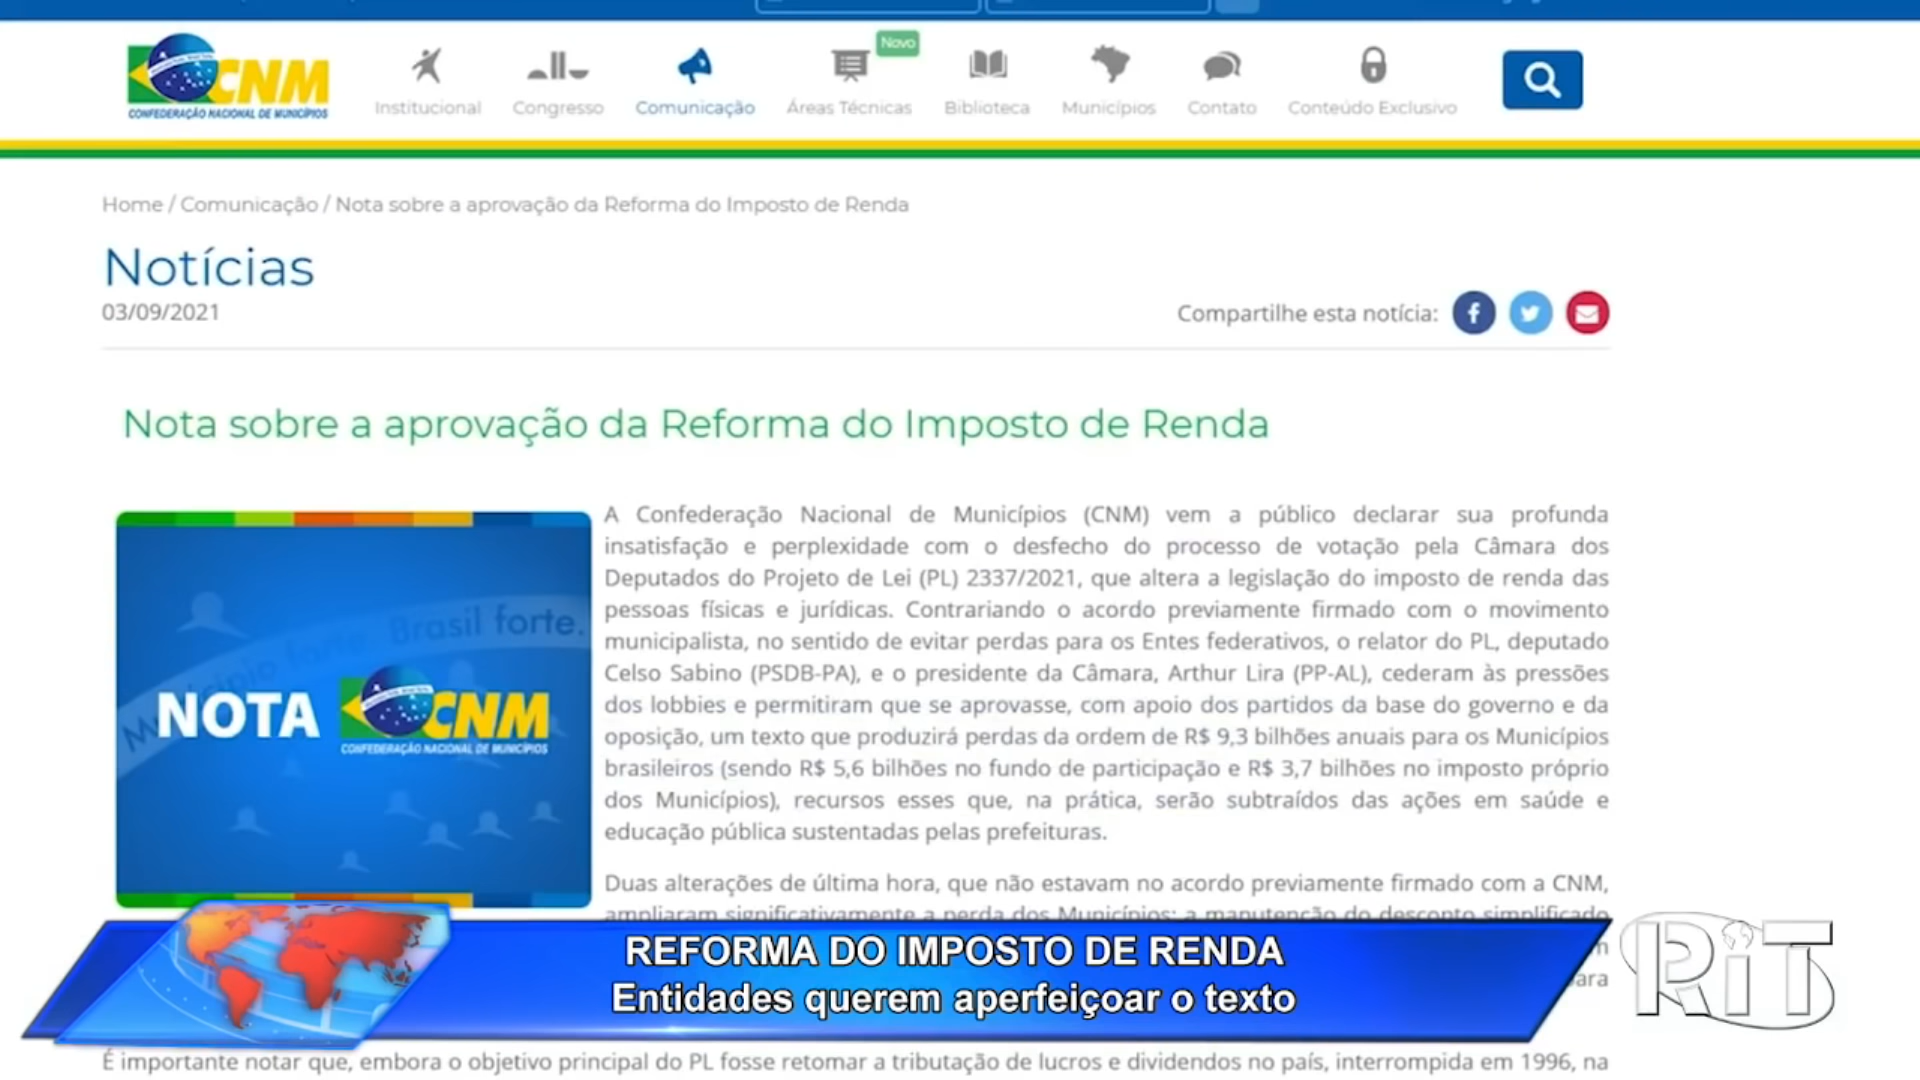 CNM
CONFEDERAÇÃO NACIONAL DE MUNICÍPIOS
Institucional
Congresso
Comunicação
Novo
Áreas Técnicas
Biblioteca
Municípios
Contato
Conteúdo Exclusivo
Home / Comunicação / Nota sobre a aprovação da Reforma do Imposto de Renda
Notícias
03/09/2021
Compartilhe esta notícia:
Nota sobre a aprovação da Reforma do Imposto de Renda
Município forte. Brasil forte.
NOTA CNM
CONFEDERAÇÃO NACIONAL DE MUNICÍPIOS
A Confederação Nacional de Municípios (CNM) vem a público declarar sua profunda
insatisfação e perplexidade com o desfecho do processo de votação pela Câmara dos
Deputados do Projeto de Lei (PL) 2337/2021, que altera a legislação do imposto de renda das
pessoas físicas e jurídicas. Contrariando o acordo previamente firmado com o movimento
municipalista, no sentido de evitar perdas para os Entes federativos, o relator do PL, deputado
Celso Sabino (PSDB-PA), e o presidente da Câmara, Arthur Lira (PP-AL), cederam às pressões
dos lobbies e permitiram que se aprovasse, com apoio dos partidos da base do governo e da
oposição, um texto que produzirá perdas da ordem de R$ 9,3 bilhões anuais para os Municípios
brasileiros (sendo R$ 5,6 bilhões no fundo de participação e R$ 3,7 bilhões no imposto próprio
dos Municípios), recursos esses que, na prática, serão subtraídos das ações em saúde e
educação pública sustentadas pelas prefeituras.
Duas alterações de última hora, que não estavam no acordo previamente firmado com a CNM,
ampliaram significativamente a perda dos Municípios: a manutenção do desconto simplificado
REFORMA DO IMPOSTO DE RENDA
Entidades querem aperfeiçoar o texto
RiT
É importante notar que, embora o objetivo principal do PL fosse retomar a tributação de lucros e dividendos no país, interrompida em 1996, na